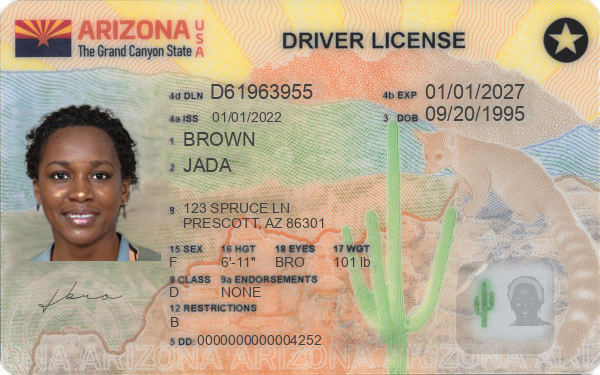 ARIZONA USA
The Grand Canyon State
DRIVER LICENSE
4d DLN D61963955 4b EXP 01/01/2027
4a ISS 01/01/2022 3 DOB 09/20/1995
1 BROWN
2 JADA
8 123 SPRUCE LN
PRESCOTT, AZ 86301
15 SEX 16 HGT 18 EYES 17 WGT
F 6'-11" BRO 101 lb
9 CLASS 9a ENDORSEMENTS
D NONE
12 RESTRICTIONS
B
5 DD: 0000000000004252
ARIZONA ARIZONA ARIZONA ARIZONA